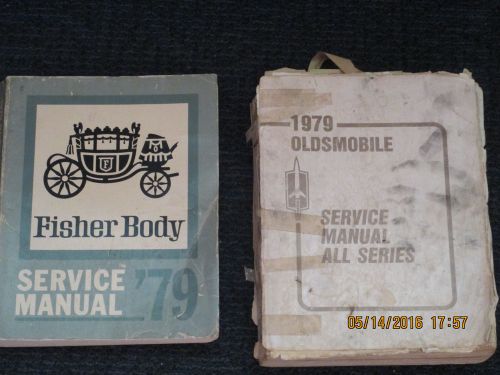 Fisher Body
SERVICE
MANUAL '79
1979
OLDSMOBILE
SERVICE
MANUAL
ALL SERIES
05/14/2016 17:57